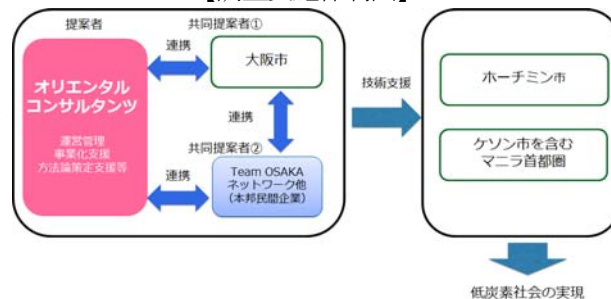 提案者
共同提案者①
オリエンタル
コンサルタンツ
運営管理
事業化支援
方法論策定支援等
連携
大阪市
連携
共同提案者②
連携
Team OSAKA
ネットワーク他
(本邦民間企業)
技術支援
ホーチミン市
ケソン市を含む
マニラ首都圏
低炭素社会の実現